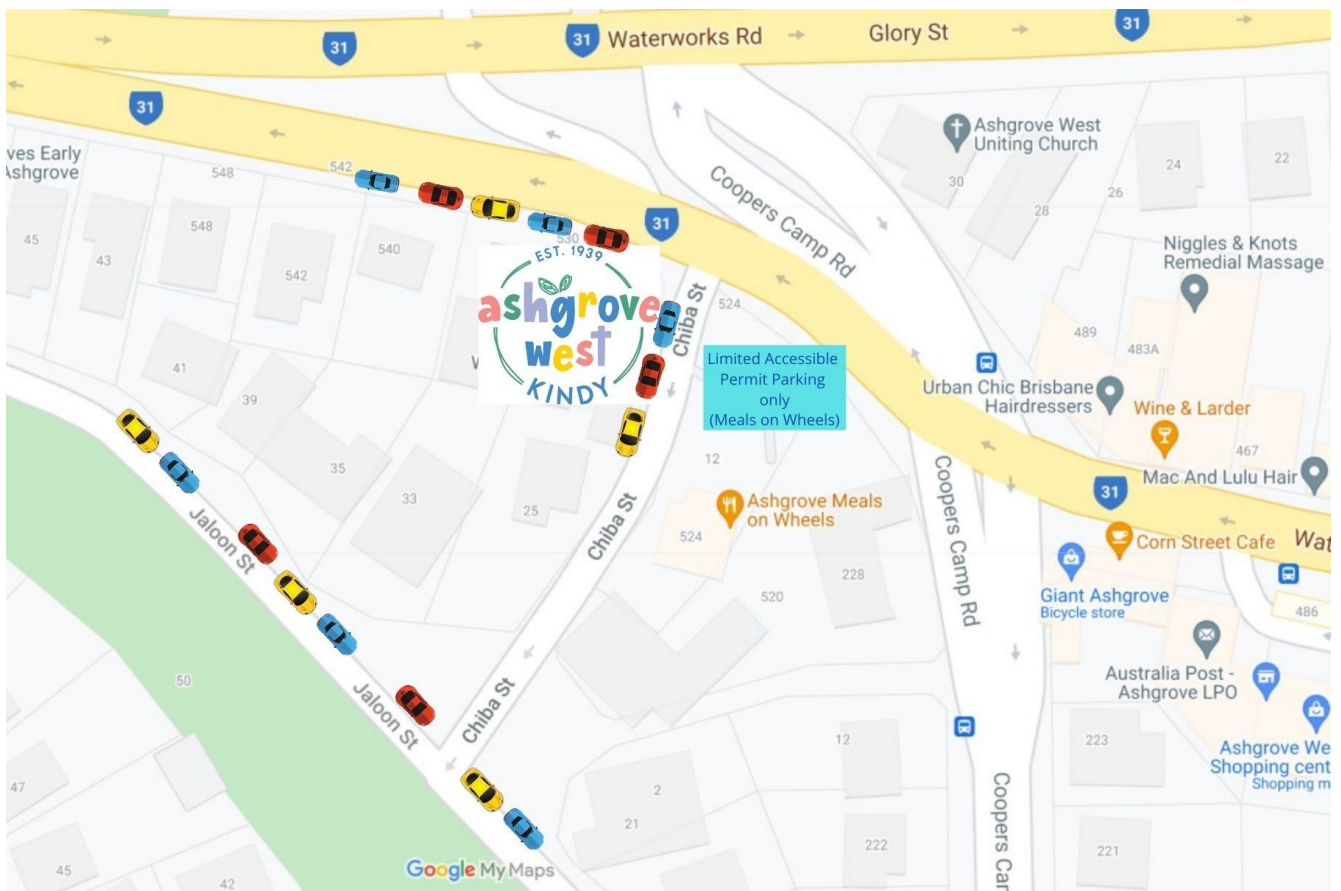 31
31
Waterworks Rd
Glory St
31
31
ves Early
Ashgrove
548
542
45
43
548
542
540
530
31
Coopers Camp Rd
Ashgrove West
Uniting Church
30
28
26
24
22
Niggles & Knots
Remedial Massage
EST. 1939
ashgrove
west
KINDY
Chiba St
524
Limited Accessible
Permit Parking
only
(Meals on Wheels)
489
483A
Urban Chic Brisbane
Hairdressers
Wine & Larder
467
Mac And Lulu Hair
41
39
35
33
25
12
Ashgrove Meals
on Wheels
524
Chiba St
228
520
Coopers Camp Rd
31
Corn Street Cafe
Wat
Giant Ashgrove
Bicycle store
486
Australia Post -
Ashgrove LPO
Jaloon St
50
Jaloon St
Chiba St
12
223
Ashgrove We
Shopping cent
Shopping m
47
2
21
Coopers Car
45
42
222
221
Google My Maps